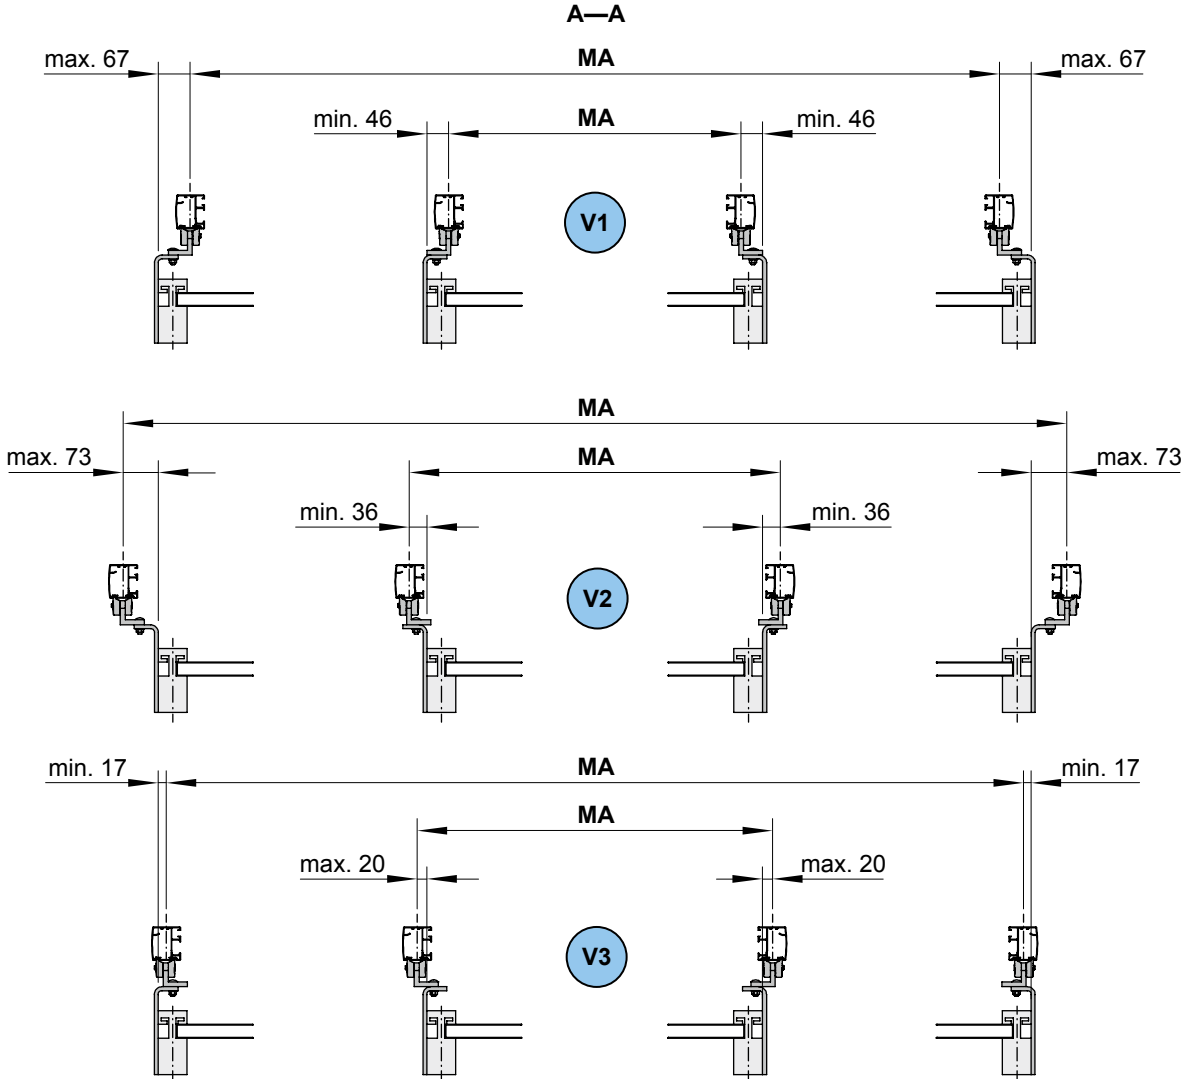 A—A
max. 67 MA max. 67
min. 46 MA min. 46
V1
MA
max. 73 MA max. 73
min. 36 min. 36
V2
min. 17 MA min. 17
MA
max. 20 max. 20
V3